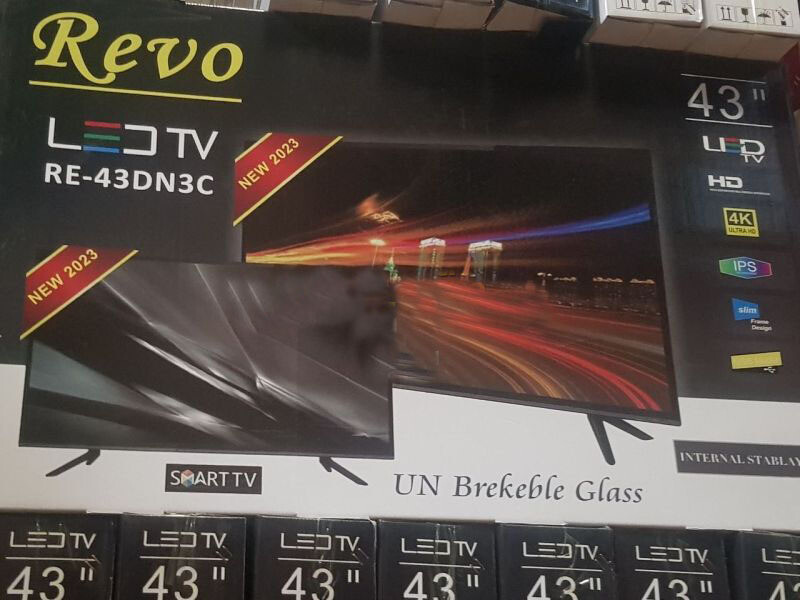 Revo
LED TV
RE-43DN3C
NEW 2023
NEW 2023
43"
LED
TV
HD
4K
ULTRA HD
IPS
slim
Frame
Design
SMART TV
UN Brekeble Glass
INTERNAL STABLAY
LED TV
43"
LED TV
43"
LED TV
43"
LED TV
43"
LED TV
43"
LED TV
43"
LE
43